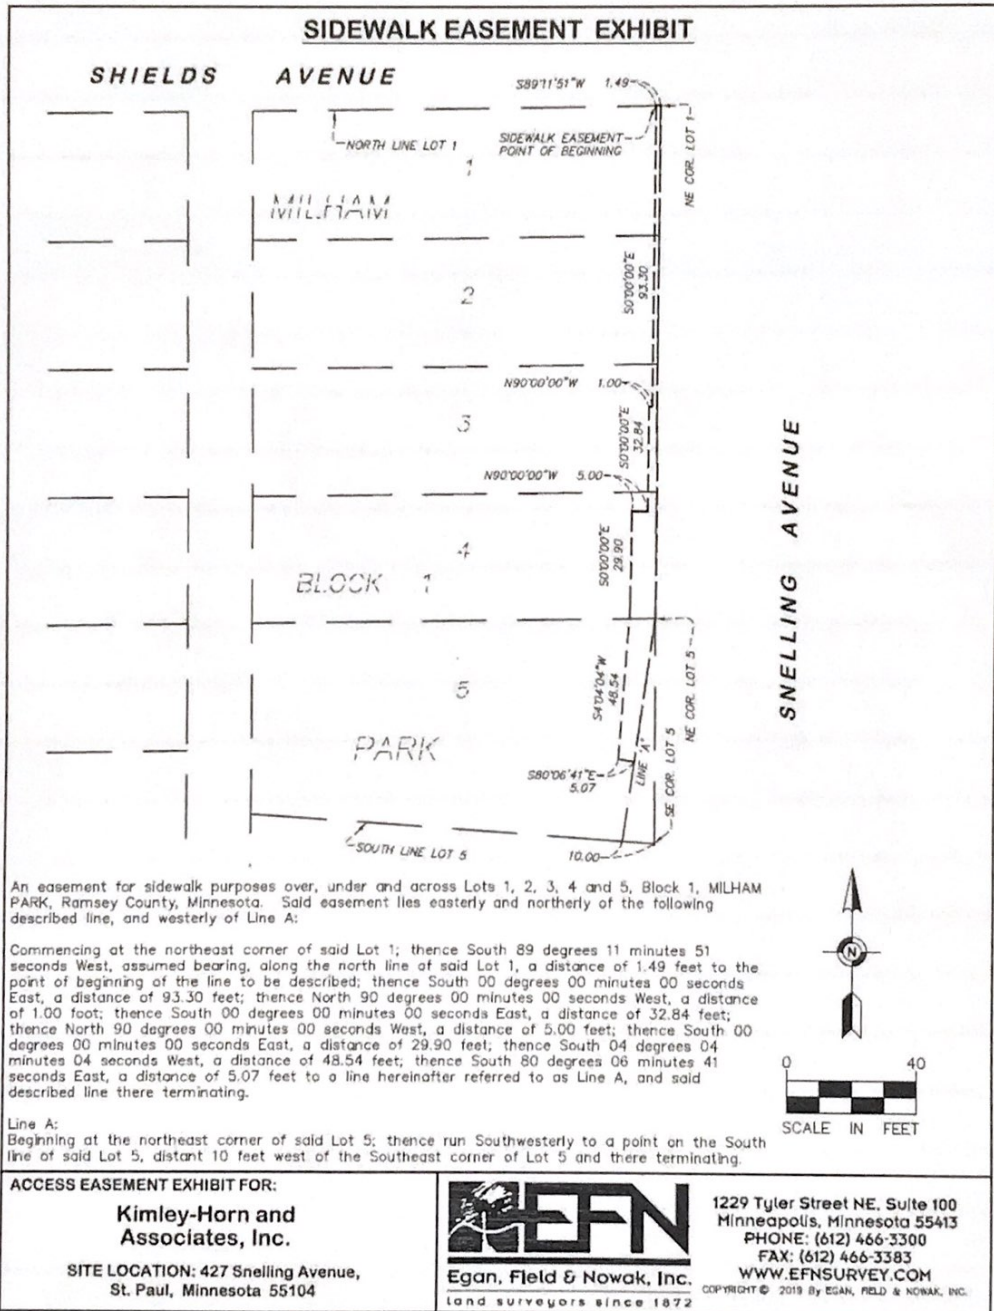 SIDEWALK EASEMENT EXHIBIT
SHIELDS AVENUE
S89°11'51"W 1.49
NORTH LINE LOT 1
SIDEWALK EASEMENT
POINT OF BEGINNING
NE COR. LOT 1
1
MILHAM
S0°00'00"E
93.00
2
N90°00'00"W 1.00
3
S0°00'00"E
32.84
N90°00'00"W 5.00
SNELLING AVENUE
4
S0°00'00"E
29.90
BLOCK 1
5
S4°04'04"W
48.54
NE COR. LOT 5
PARK
LINE "A"
S80°06'41"E
5.07
SE COR. LOT 5
SOUTH LINE LOT 5
10.00
An easement for sidewalk purposes over, under and across Lots 1, 2, 3, 4 and 5, Block 1, MILHAM
PARK, Ramsey County, Minnesota. Said easement lies easterly and northerly of the following
described line, and westerly of Line A:
Commencing at the northeast corner of said Lot 1; thence South 89 degrees 11 minutes 51
seconds West, assumed bearing, along the north line of said Lot 1, a distance of 1.49 feet to the
point of beginning of the line to be described; thence South 00 degrees 00 minutes 00 seconds
East, a distance of 93.30 feet; thence North 90 degrees 00 minutes 00 seconds West, a distance
of 1.00 foot; thence South 00 degrees 00 minutes 00 seconds East, a distance of 32.84 feet;
thence North 90 degrees 00 minutes 00 seconds West, a distance of 5.00 feet; thence South 00
degrees 00 minutes 00 seconds East, a distance of 29.90 feet; thence South 04 degrees 04
minutes 04 seconds West, a distance of 48.54 feet; thence South 80 degrees 06 minutes 41
seconds East, a distance of 5.07 feet to a line hereinafter referred to as Line A, and said
described line there terminating.
Line A:
Beginning at the northeast corner of said Lot 5; thence run Southwesterly to a point on the South
line of said Lot 5, distant 10 feet west of the Southeast corner of Lot 5 and there terminating.
N
0 40
SCALE IN FEET
ACCESS EASEMENT EXHIBIT FOR:
Kimley-Horn and
Associates, Inc.
SITE LOCATION: 427 Snelling Avenue,
St. Paul, Minnesota 55104
EFN
Egan, Field & Nowak, Inc.
land surveyors since 1872
1229 Tyler Street NE, Suite 100
Minneapolis, Minnesota 55413
PHONE: (612) 466-3300
FAX: (612) 466-3383
WWW.EFNSURVEY.COM
COPYRIGHT © 2019 By EGAN, FIELD & NOWAK, INC.